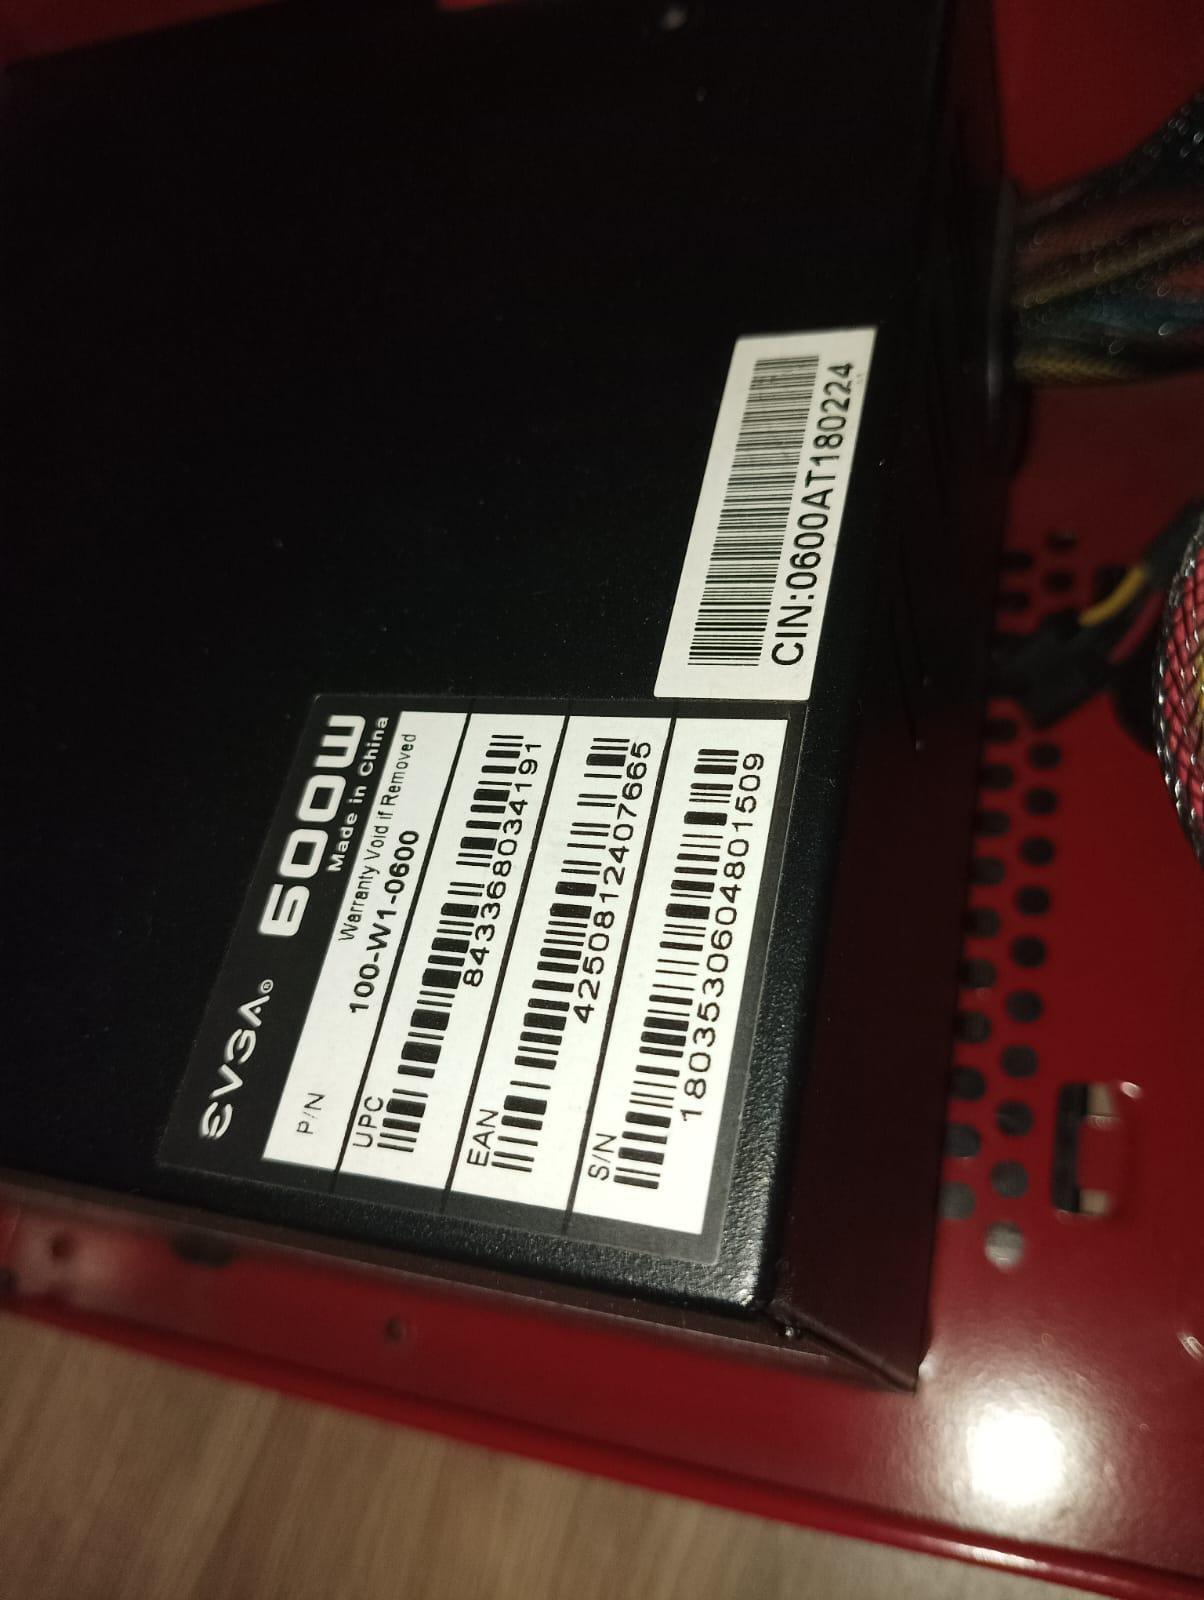 EVGA® 600W
Made in China
Warranty Void if Removed
P/N 100-W1-0600
UPC
843368034191
EAN
4250812407665
S/N
1803530604801509
CIN:0600AT180224